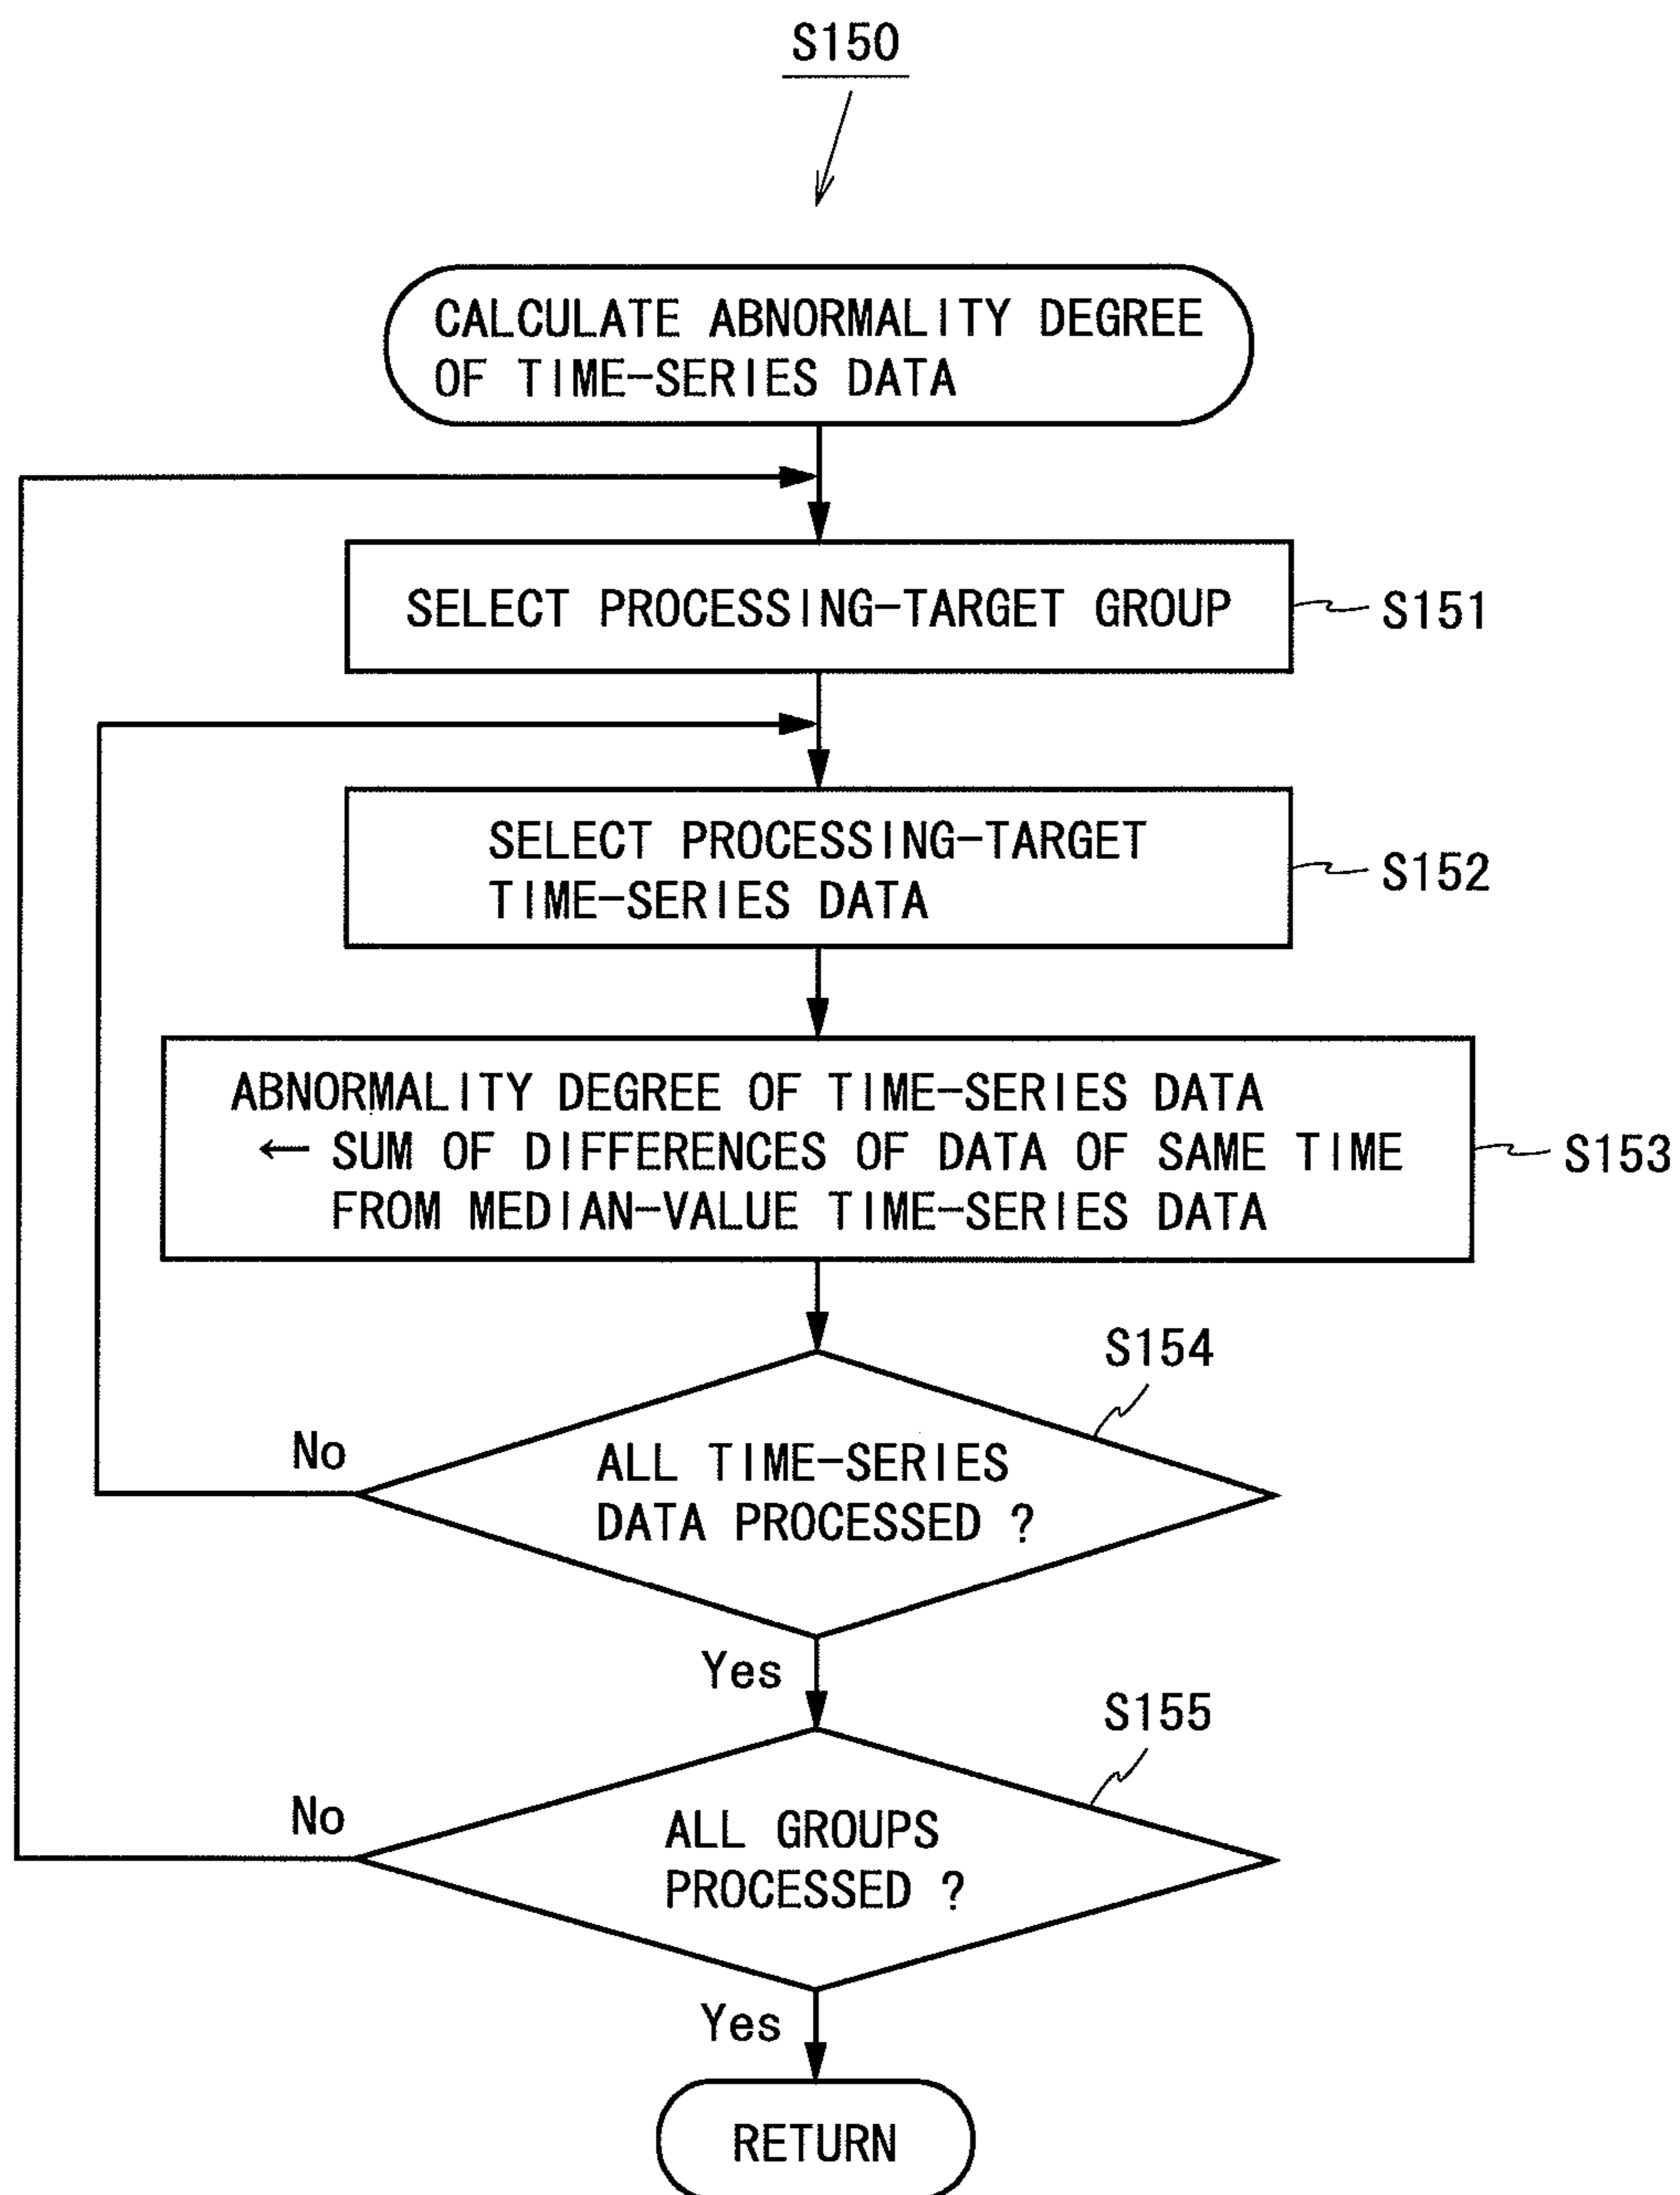 S150
CALCULATE ABNORMALITY DEGREE
OF TIME-SERIES DATA
SELECT PROCESSING-TARGET GROUP
S151
SELECT PROCESSING-TARGET
TIME-SERIES DATA
S152
ABNORMALITY DEGREE OF TIME-SERIES DATA
← SUM OF DIFFERENCES OF DATA OF SAME TIME
FROM MEDIAN-VALUE TIME-SERIES DATA
S153
S154
No
ALL TIME-SERIES
DATA PROCESSED ?
Yes
S155
No
ALL GROUPS
PROCESSED ?
Yes
RETURN